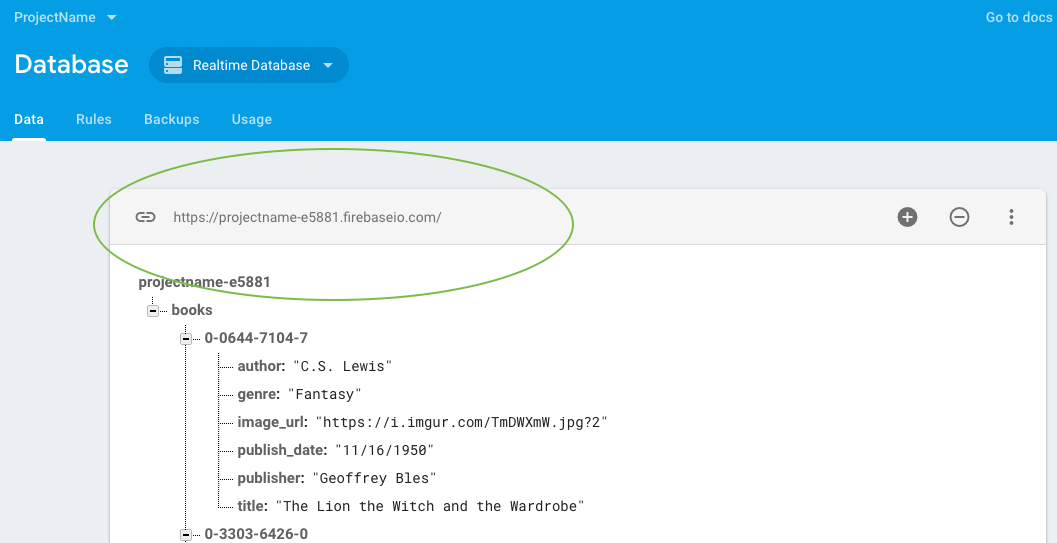 ProjectName
Go to docs
Database
Realtime Database
Data Rules Backups Usage
https://projectname-e5881.firebaseio.com/
projectname-e5881
books
0-0644-7104-7
author: "C.S. Lewis"
genre: "Fantasy"
image_url: "https://i.imgur.com/TmDWXmW.jpg?2"
publish_date: "11/16/1950"
publisher: "Geoffrey Bles"
title: "The Lion the Witch and the Wardrobe"
0-3303-6426-0